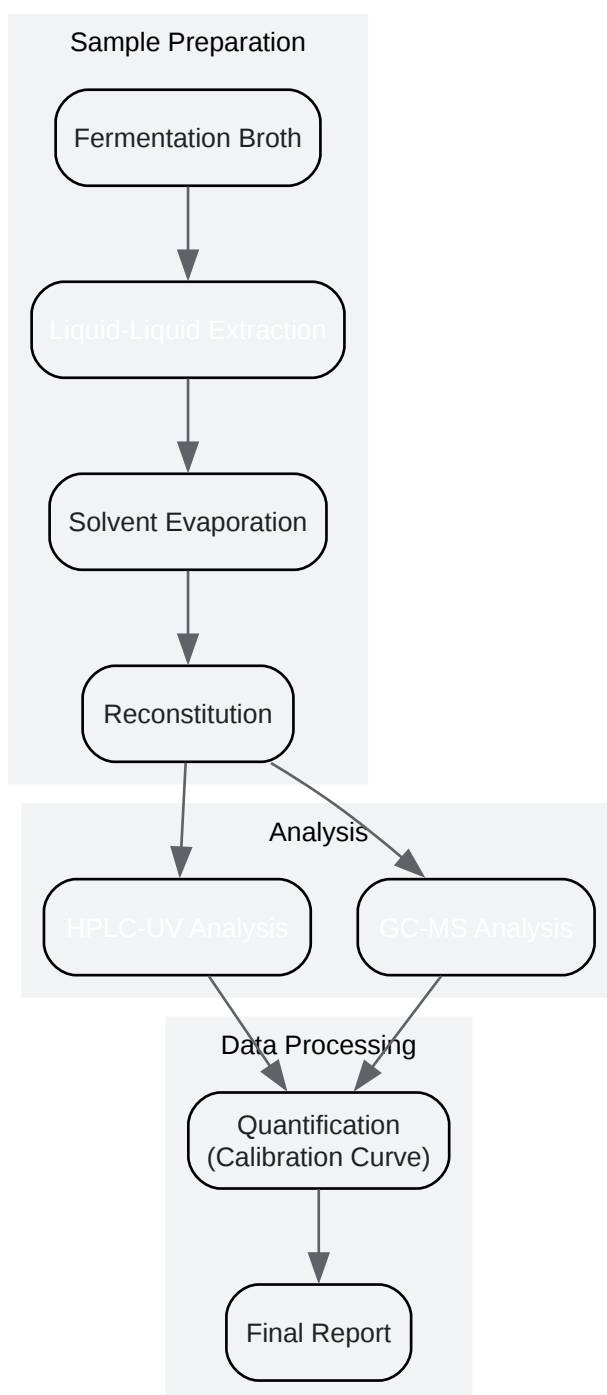 Sample Preparation
Fermentation Broth
Liquid-Liquid Extraction
Solvent Evaporation
Reconstitution
Analysis
HPLC-UV Analysis
GC-MS Analysis
Data Processing
Quantification
(Calibration Curve)
Final Report